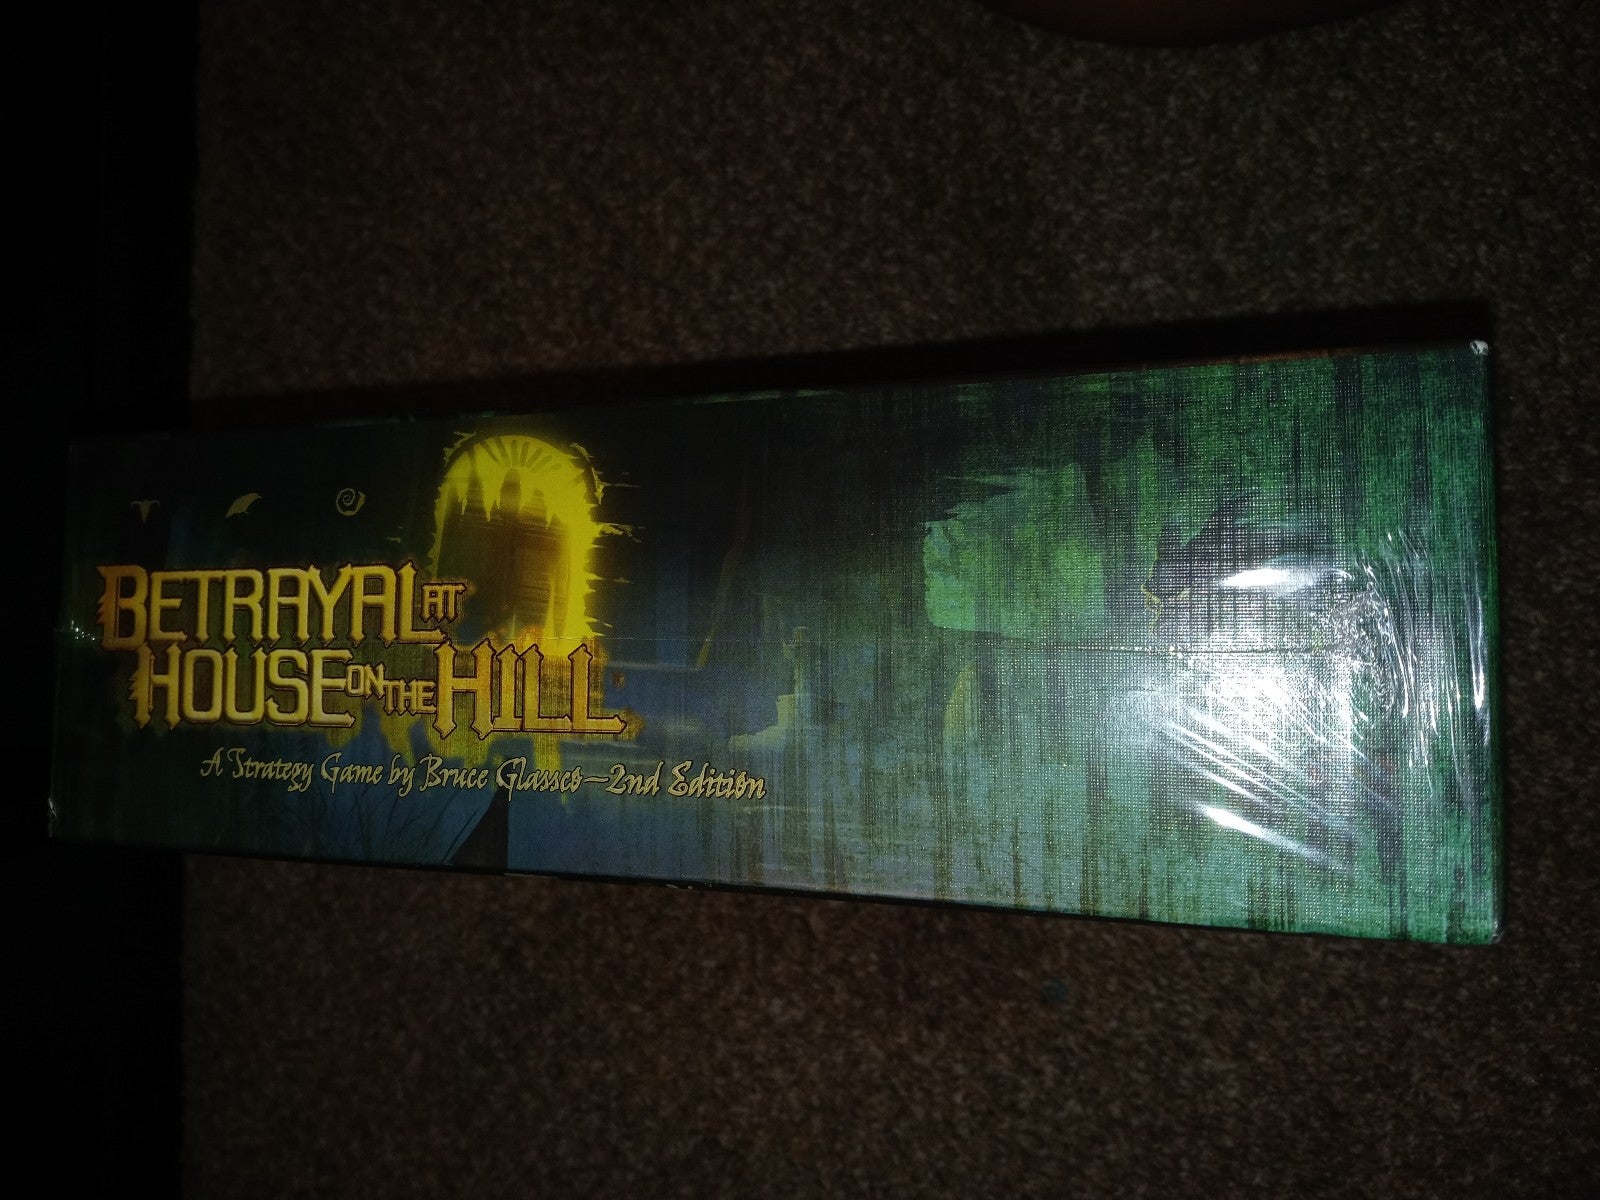 BETRAYAL AT
HOUSE ON THE HILL
A Strategy Game by Bruce Glassco—2nd Edition